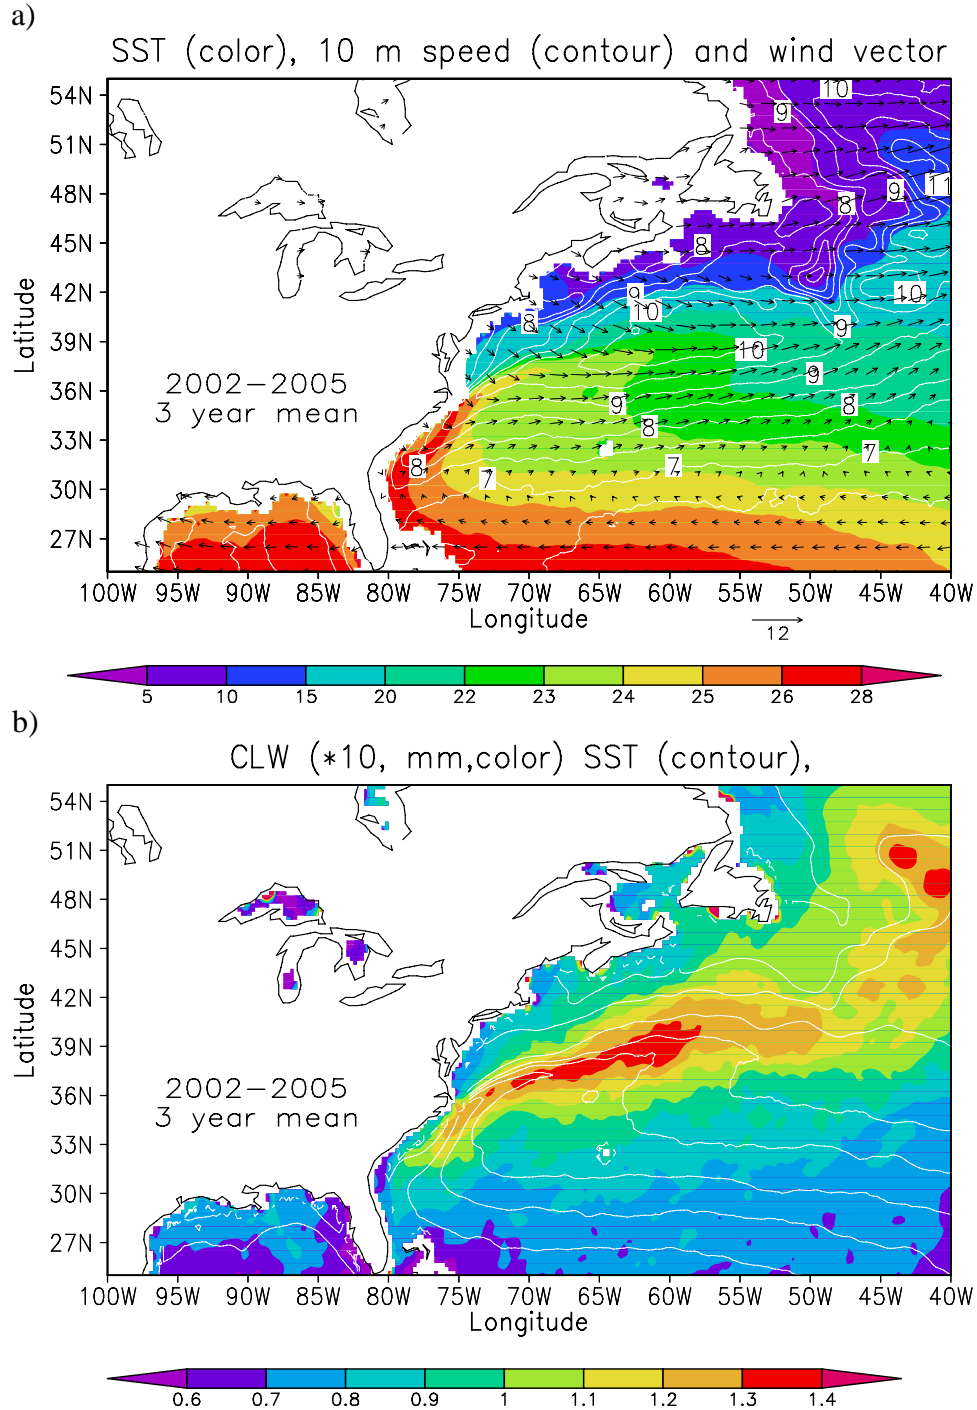 a)
SST (color), 10 m speed (contour) and wind vector
54N
51N
48N
45N
42N
39N
36N
33N
30N
27N
Latitude
10
9
11
9
8
8
9
10
10
8
9
10
9
9
8
8
7
8
7
7
2002-2005
3 year mean
100W 95W 90W 85W 80W 75W 70W 65W 60W 55W 50W 45W 40W
Longitude
12
5 10 15 20 22 23 24 25 26 28
b)
CLW (*10, mm,color) SST (contour),
54N
51N
48N
45N
42N
39N
36N
33N
30N
27N
Latitude
2002-2005
3 year mean
100W 95W 90W 85W 80W 75W 70W 65W 60W 55W 50W 45W 40W
Longitude
0.6 0.7 0.8 0.9 1 1.1 1.2 1.3 1.4